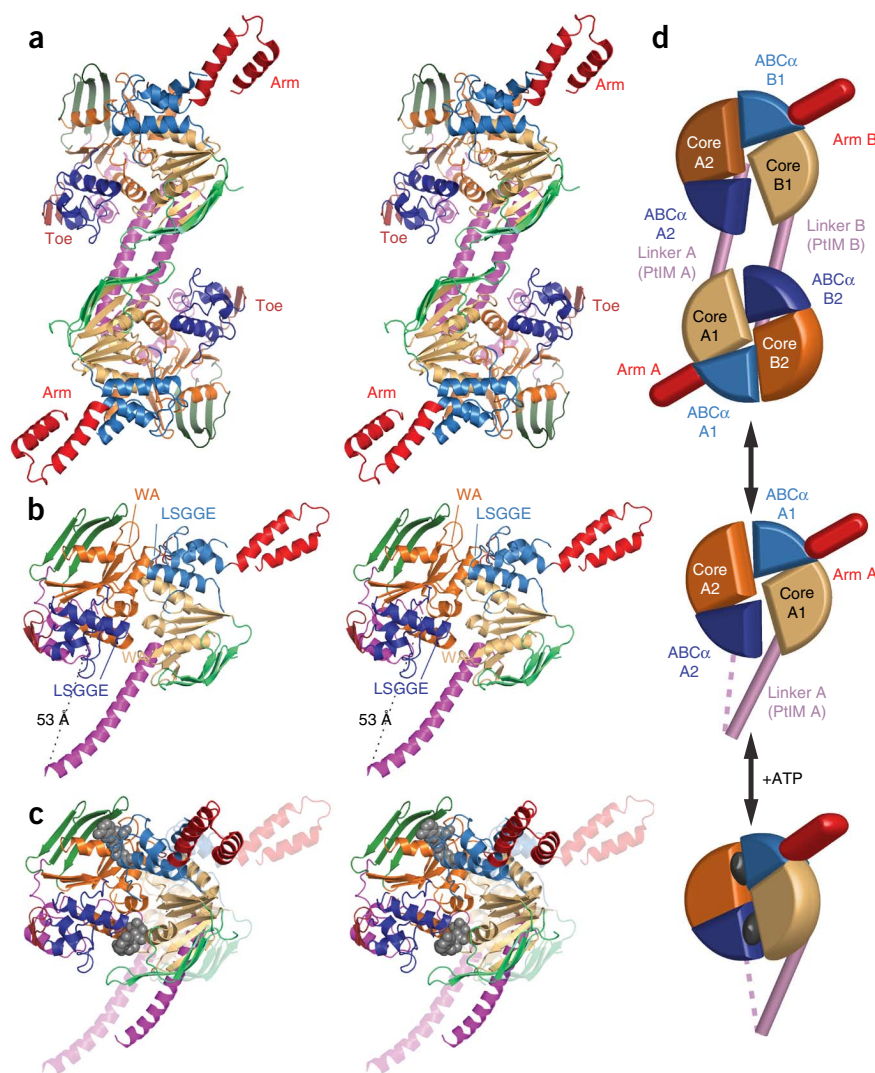 a
Arm
Arm
Toe
Toe
Toe
Toe
Arm
Arm
b
WA
WA
LSGGE
LSGGE
WA
WA
LSGGE
LSGGE
53 Å
53 Å
c
d
ABCα
B1
Core
A2
Core
B1
Arm B
ABCα
A2
Linker A
(PtIM A)
Linker B
(PtIM B)
Core
A1
ABCα
B2
Core
B2
Arm A
ABCα
A1
ABCα
A1
Core
A2
Core
A1
Arm A
ABCα
A2
Linker A
(PtIM A)
+ATP